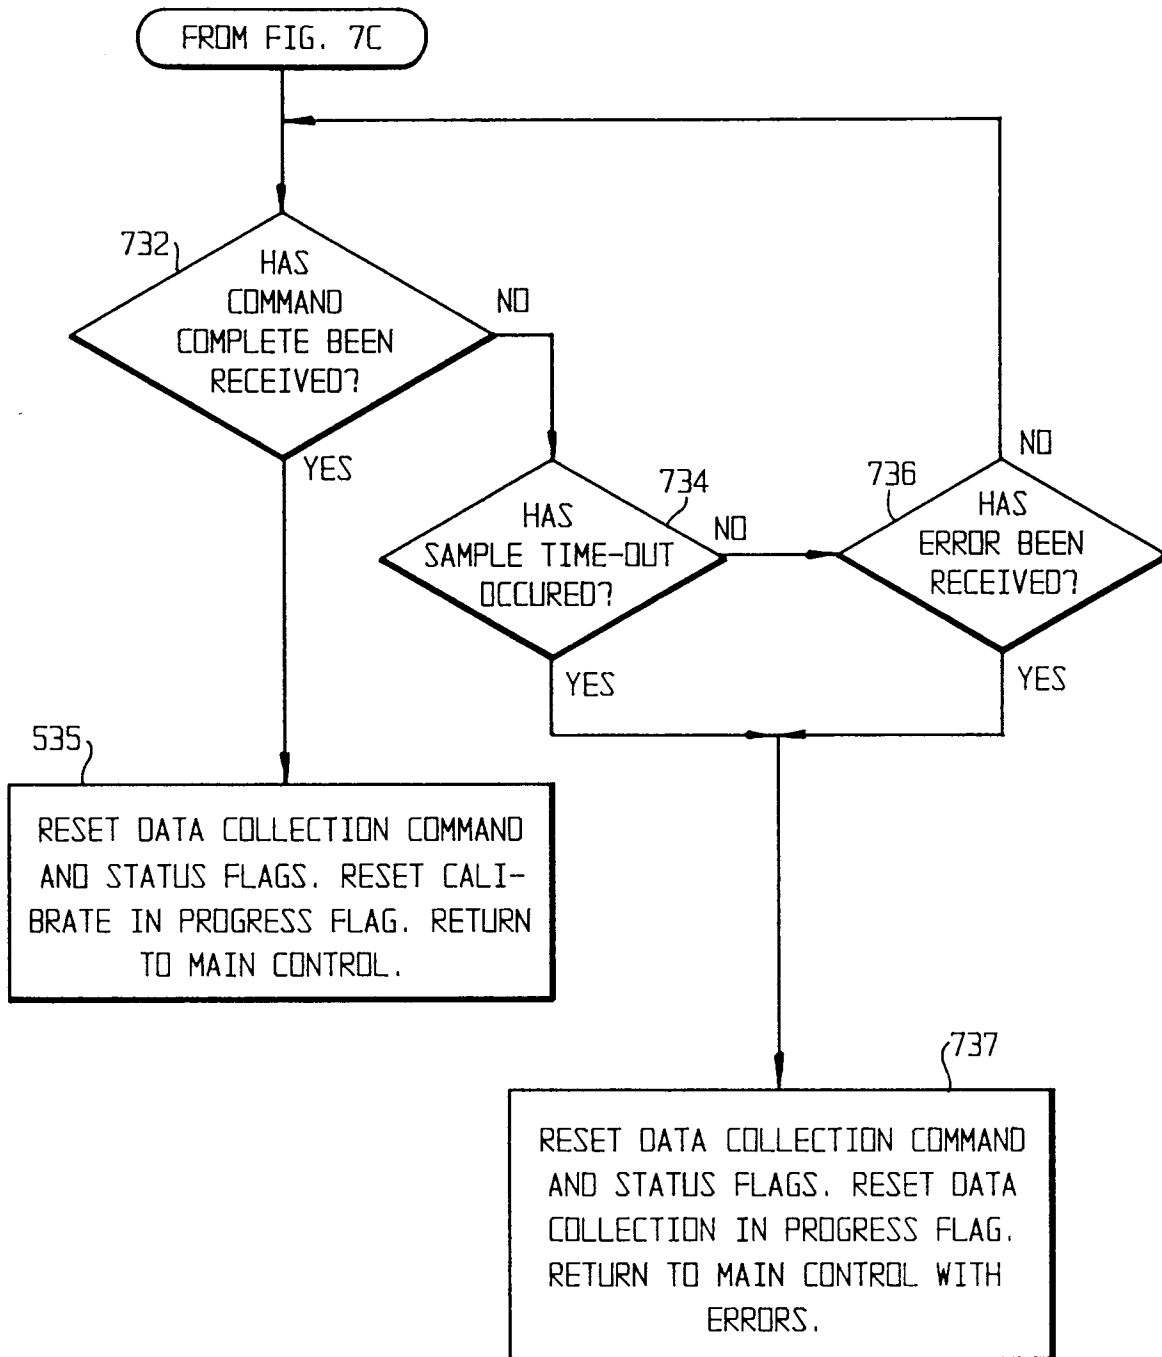 FROM FIG. 7C
732
HAS
COMMAND
COMPLETE BEEN
RECEIVED?
NO
YES
734
HAS
SAMPLE TIME-OUT
OCCURED?
NO
YES
736
NO
HAS
ERROR BEEN
RECEIVED?
YES
535
RESET DATA COLLECTION COMMAND
AND STATUS FLAGS. RESET CALI-
BRATE IN PROGRESS FLAG. RETURN
TO MAIN CONTROL.
737
RESET DATA COLLECTION COMMAND
AND STATUS FLAGS. RESET DATA
COLLECTION IN PROGRESS FLAG.
RETURN TO MAIN CONTROL WITH
ERRORS.